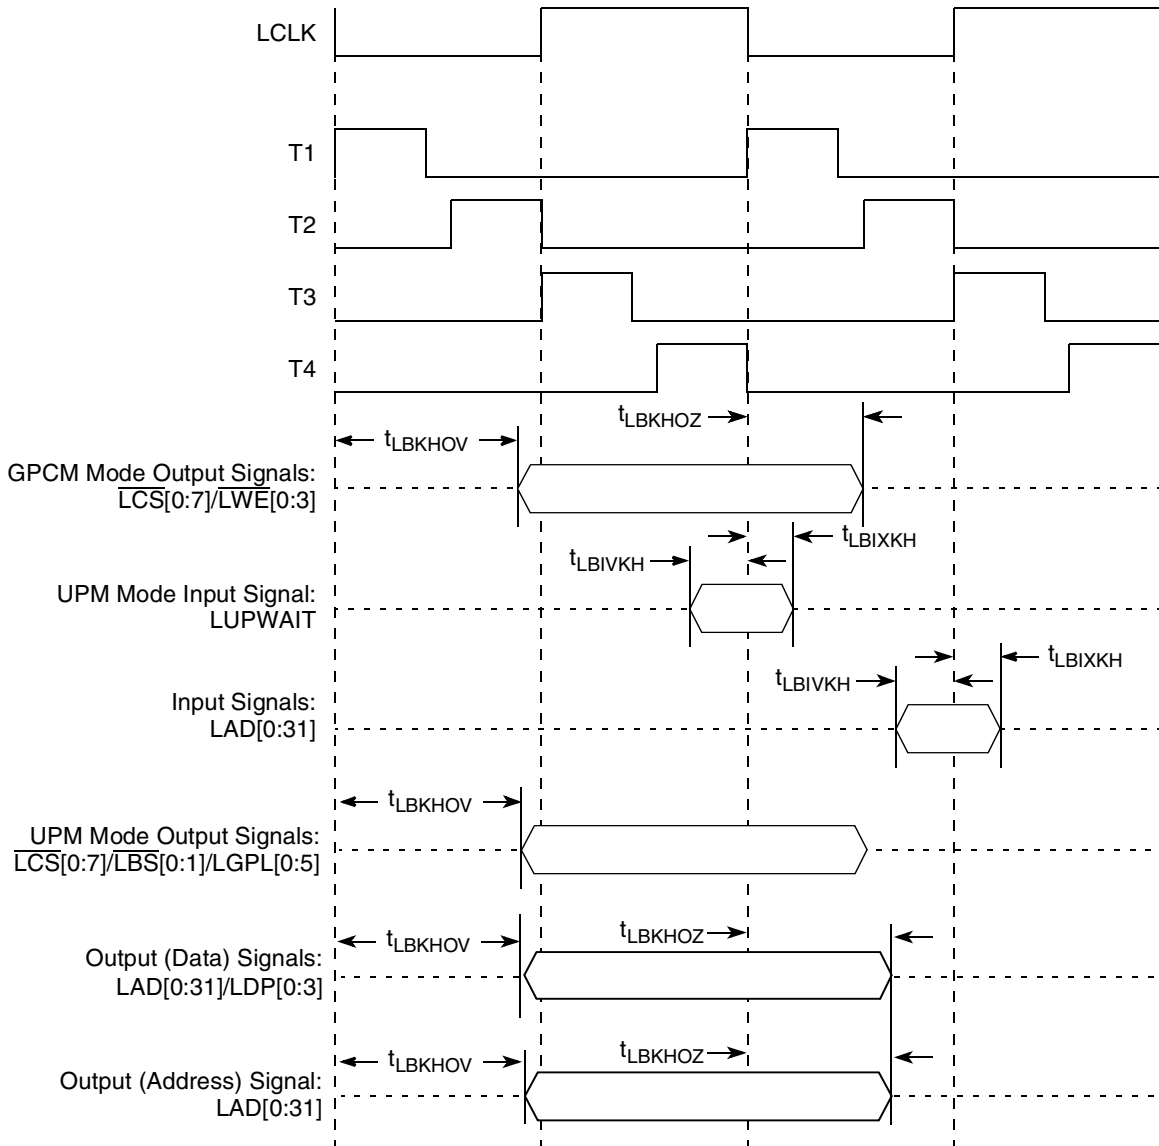 LCLK
T1
T2
T3
T4
tLBKHOZ
tLBKHOV
GPCM Mode Output Signals:
LCS[0:7]/LWE[0:3]
tLBIXKH
tLBIVKH
UPM Mode Input Signal:
LUPWAIT
tLBIXKH
tLBIVKH
Input Signals:
LAD[0:31]
tLBKHOV
UPM Mode Output Signals:
LCS[0:7]/LBS[0:1]/LGPL[0:5]
tLBKHOV
tLBKHOZ
Output (Data) Signals:
LAD[0:31]/LDP[0:3]
tLBKHOV
tLBKHOZ
Output (Address) Signal:
LAD[0:31]